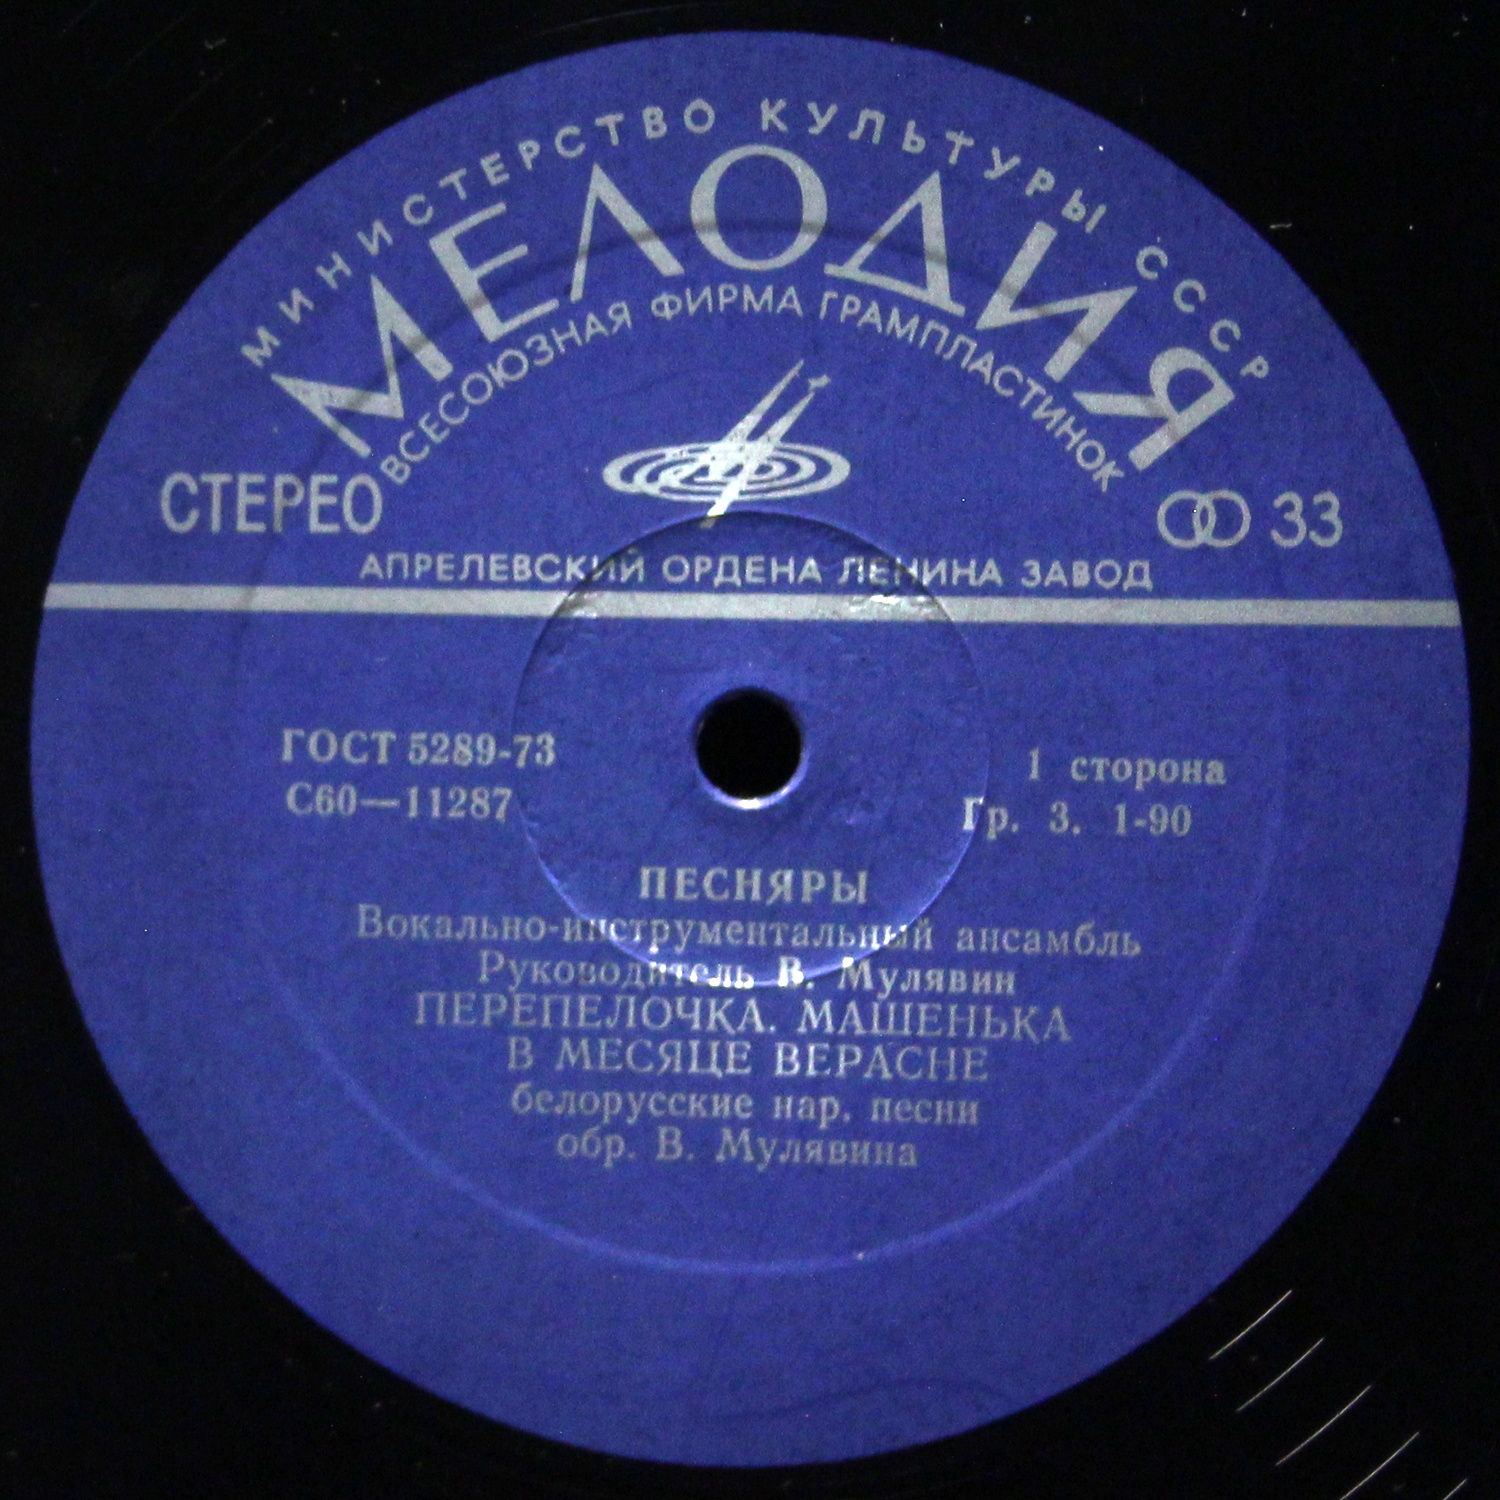 МИНИСТЕРСТВО КУЛЬТУРЫ СССР
МЕЛОДИЯ
ВСЕСОЮЗНАЯ ФИРМА ГРАМПЛАСТИНОК
СТЕРЕО
33
АПРЕЛЕВСКИЙ ОРДЕНА ЛЕНИНА ЗАВОД
ГОСТ 5289-73
С60—11287
1 сторона
Гр. 3. 1-90
ПЕСНЯРЫ
Вокально-инструментальный ансамбль
Руководитель В. Мулявин
ПЕРЕПЕЛОЧКА. МАШЕНЬКА
В МЕСЯЦЕ ВЕРАСНЕ
белорусские нар. песни
обр. В. Мулявина